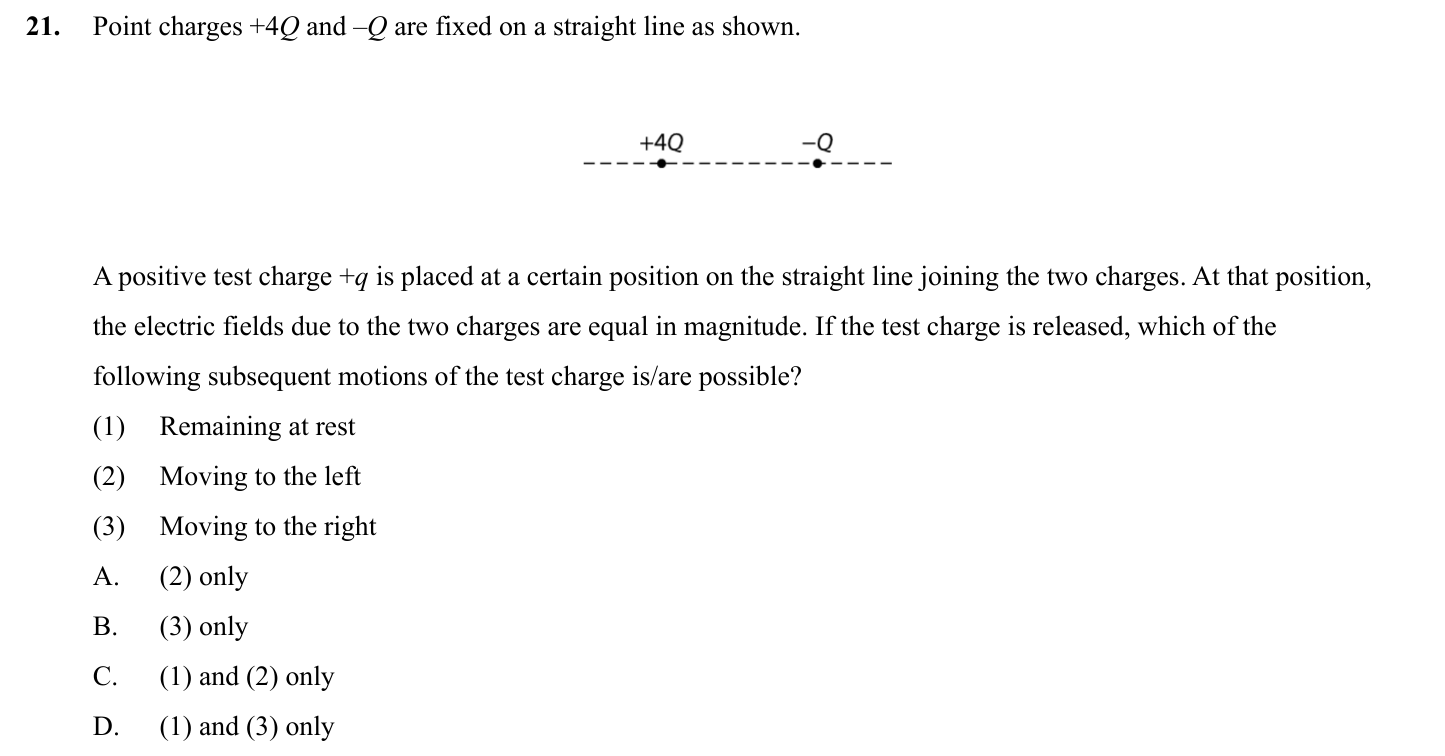 21. Point charges +4Q and –Q are fixed on a straight line as shown.
+4Q –Q
A positive test charge +q is placed at a certain position on the straight line joining the two charges. At that position,
the electric fields due to the two charges are equal in magnitude. If the test charge is released, which of the
following subsequent motions of the test charge is/are possible?
(1) Remaining at rest
(2) Moving to the left
(3) Moving to the right
A. (2) only
B. (3) only
C. (1) and (2) only
D. (1) and (3) only